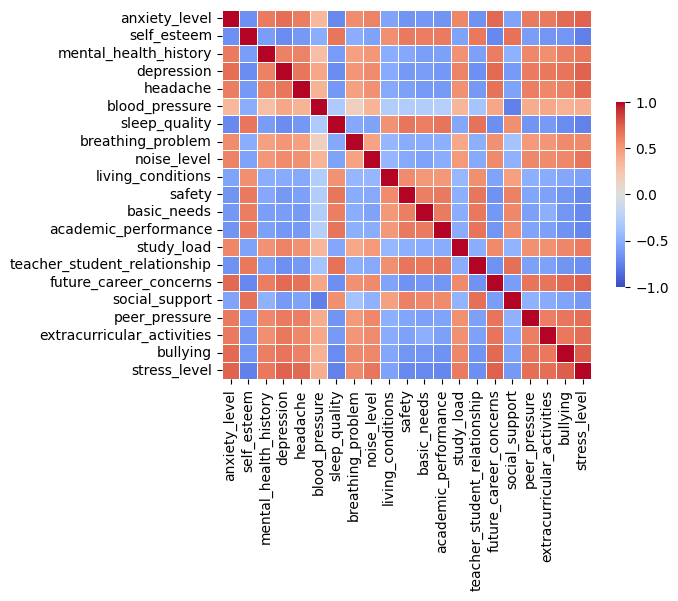 anxiety_level
self_esteem
mental_health_history
depression
headache
blood_pressure
sleep_quality
breathing_problem
noise_level
living_conditions
safety
basic_needs
academic_performance
study_load
teacher_student_relationship
future_career_concerns
social_support
peer_pressure
extracurricular_activities
bullying
stress_level
1.0
0.5
0.0
−0.5
−1.0
anxiety_level
self_esteem
mental_health_history
depression
headache
blood_pressure
sleep_quality
breathing_problem
noise_level
living_conditions
safety
basic_needs
academic_performance
study_load
teacher_student_relationship
future_career_concerns
social_support
peer_pressure
extracurricular_activities
bullying
stress_level